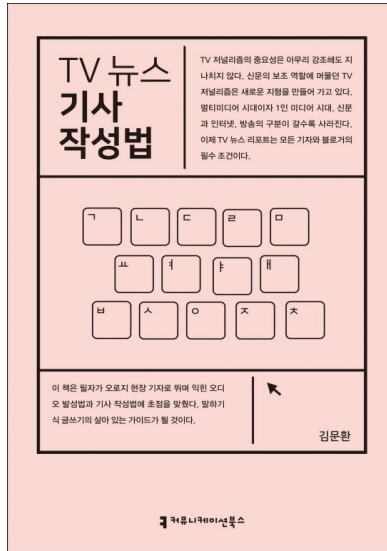 TV 뉴스
기사
작성법
TV 저널리즘의 중요성은 아무리 강조해도 지
나치지 않다. 신문의 보조 역할에 머물던 TV
저널리즘은 새로운 지형을 만들어 가고 있다.
멀티미디어 시대이자 1인 미디어 시대, 신문
과 인터넷, 방송의 구분이 갈수록 사라진다.
이제 TV 뉴스 리포트는 모든 기자와 블로거의
필수 조건이다.
ㄱ ㄴ ㄷ ㄹ ㅁ
ㅛ ㅕ ㅑ ㅐ
ㅂ ㅅ ㅇ ㅈ ㅊ
이 책은 필자가 오로지 현장 기자로 뛰며 익힌 오디
오 발성법과 기사 작성법에 초점을 맞췄다. 말하기
식 글쓰기의 살아 있는 가이드가 될 것이다.
김문환
커뮤니케이션북스